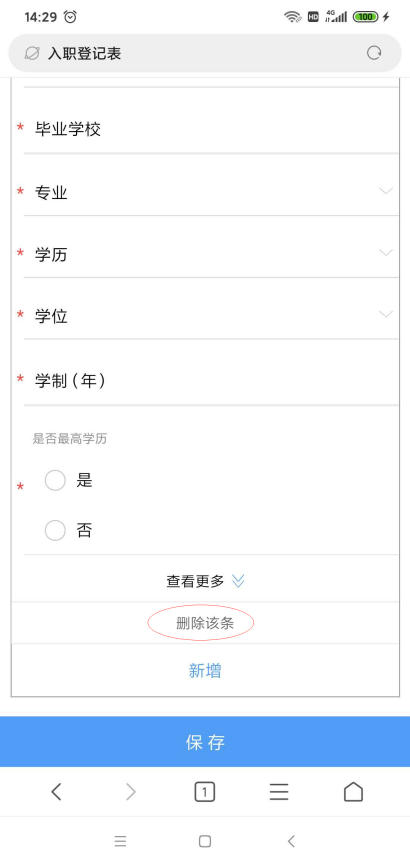 14:29 HD 4G 100
入职登记表
* 毕业学校
* 专业
* 学历
* 学位
* 学制(年)
是否最高学历
是
*
否
查看更多
删除该条
新增
保存
1